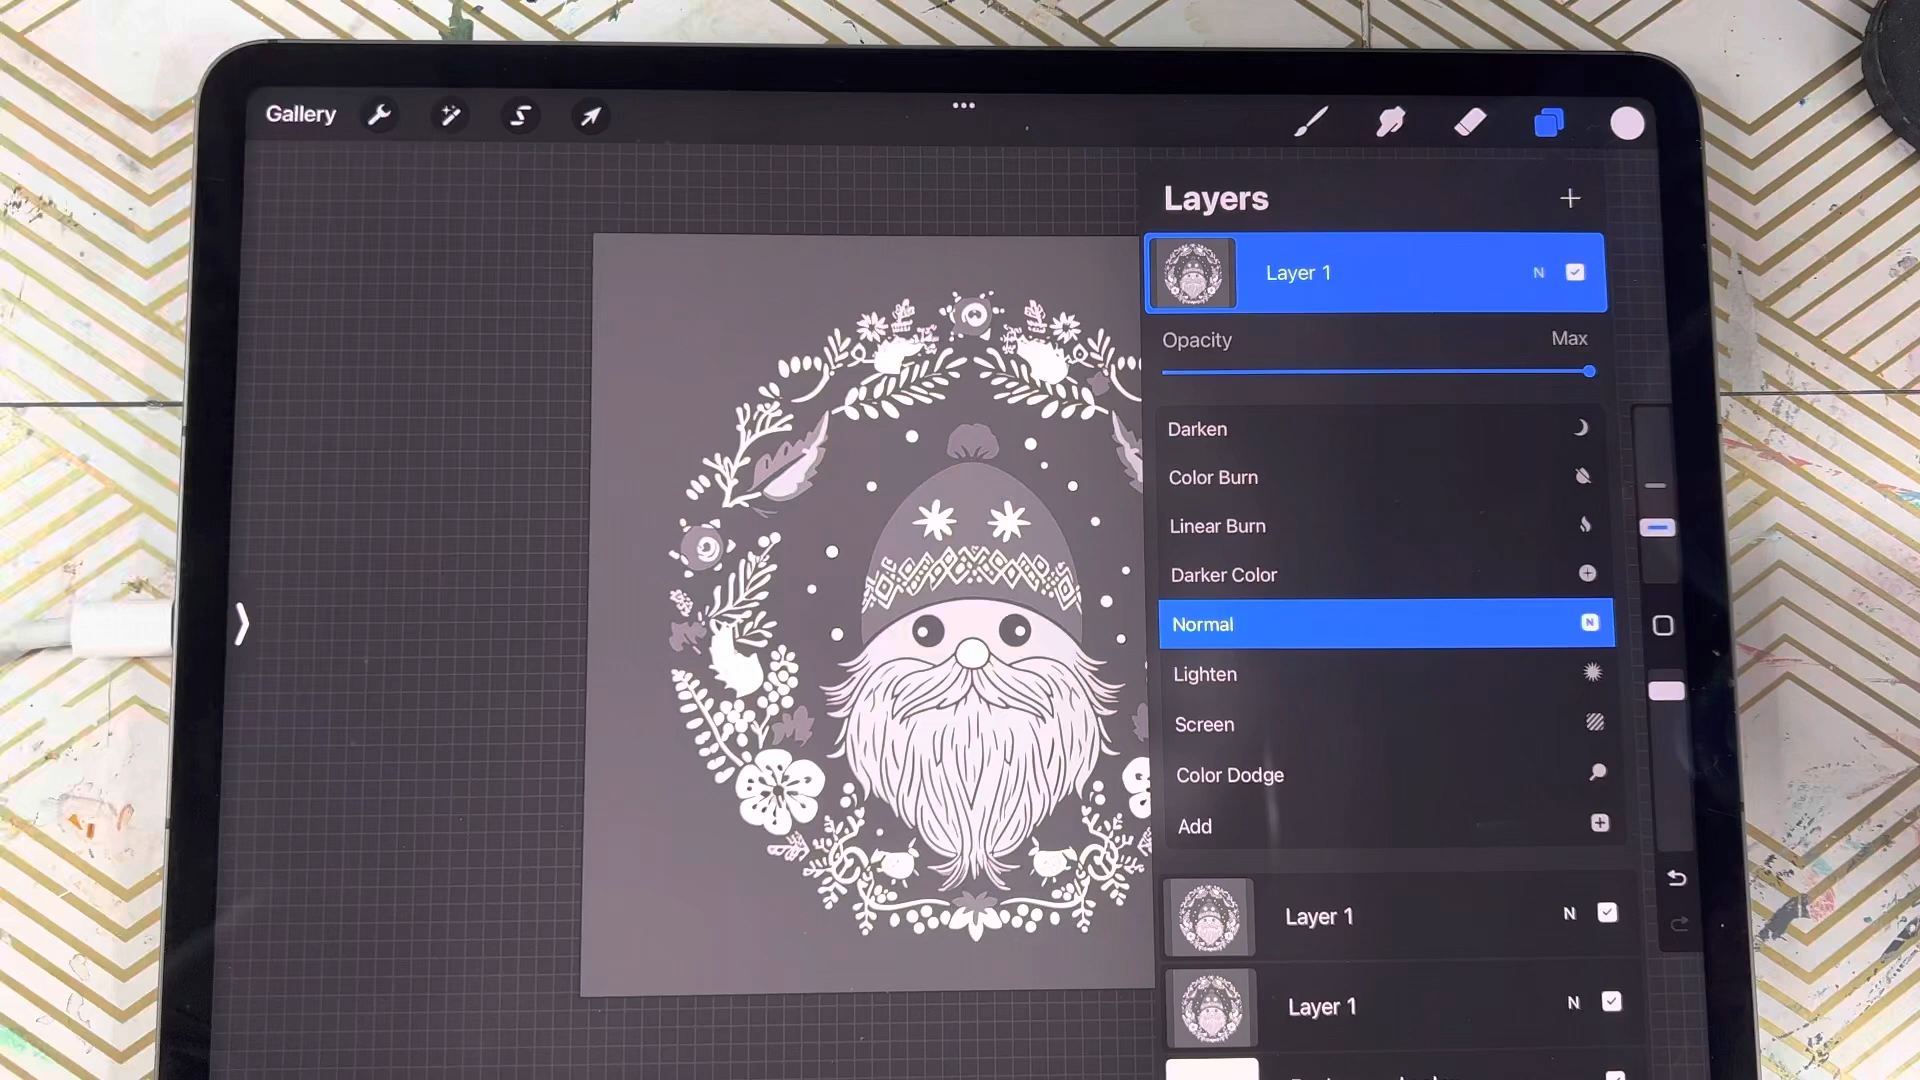 Gallery
Layers
Layer 1 N
Opacity Max
Darken
Color Burn
Linear Burn
Darker Color
Normal N
Lighten
Screen
Color Dodge
Add
Layer 1 N
Layer 1 N